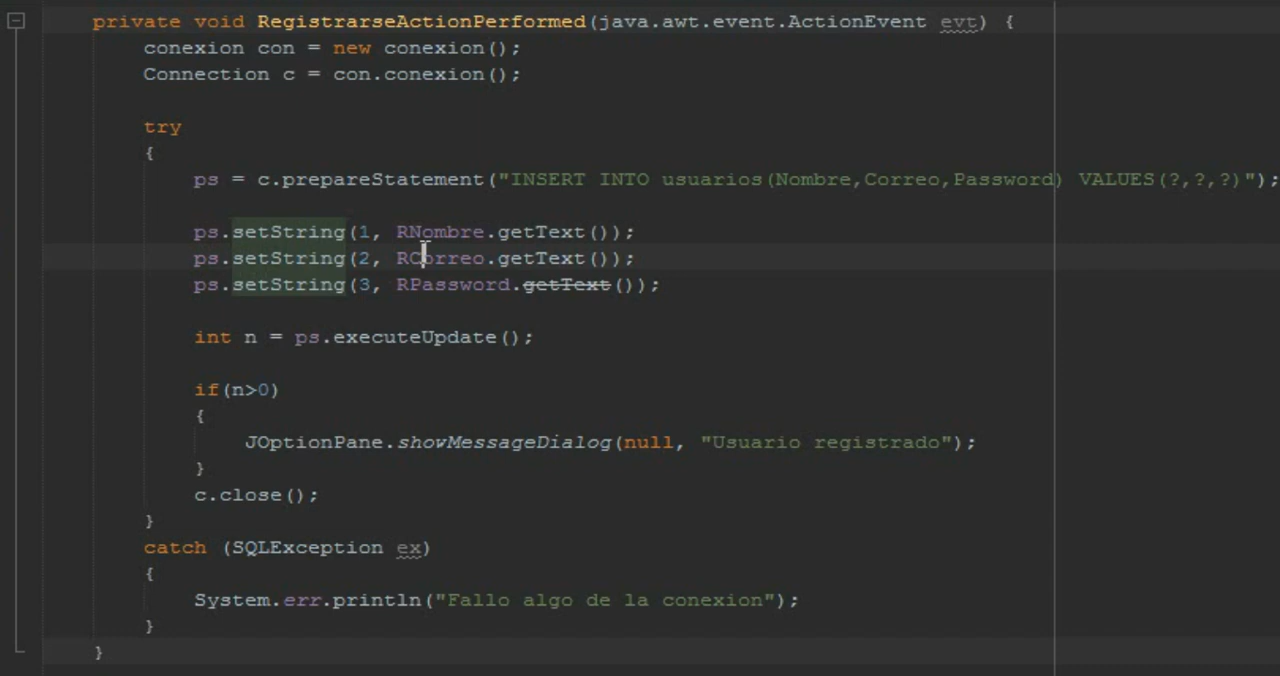 private void RegistrarseActionPerformed(java.awt.event.ActionEvent evt) {
conexion con = new conexion();
Connection c = con.conexion();
try
{
ps = c.prepareStatement("INSERT INTO usuarios(Nombre,Correo,Password) VALUES(?,?,?)");
ps.setString(1, RNombre.getText());
ps.setString(2, RCorreo.getText());
ps.setString(3, RPassword.getText());
int n = ps.executeUpdate();
if(n>0)
{
JOptionPane.showMessageDialog(null, "Usuario registrado");
}
c.close();
}
catch (SQLException ex)
{
System.err.println("Fallo algo de la conexion");
}
}